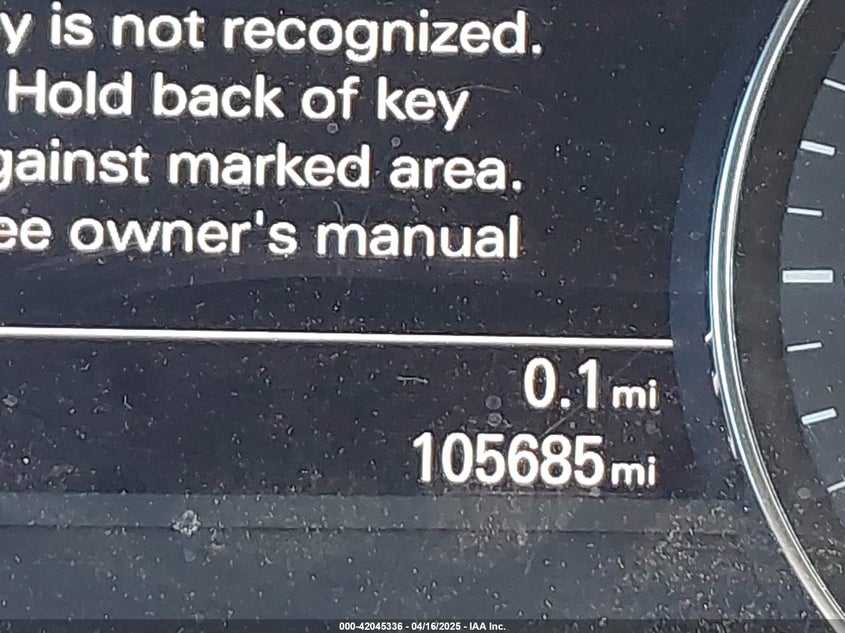 y is not recognized.
Hold back of key
gainst marked area.
ee owner's manual
0.1 mi
105685 mi
000-42045336 - 04/16/2025 - IAA Inc.